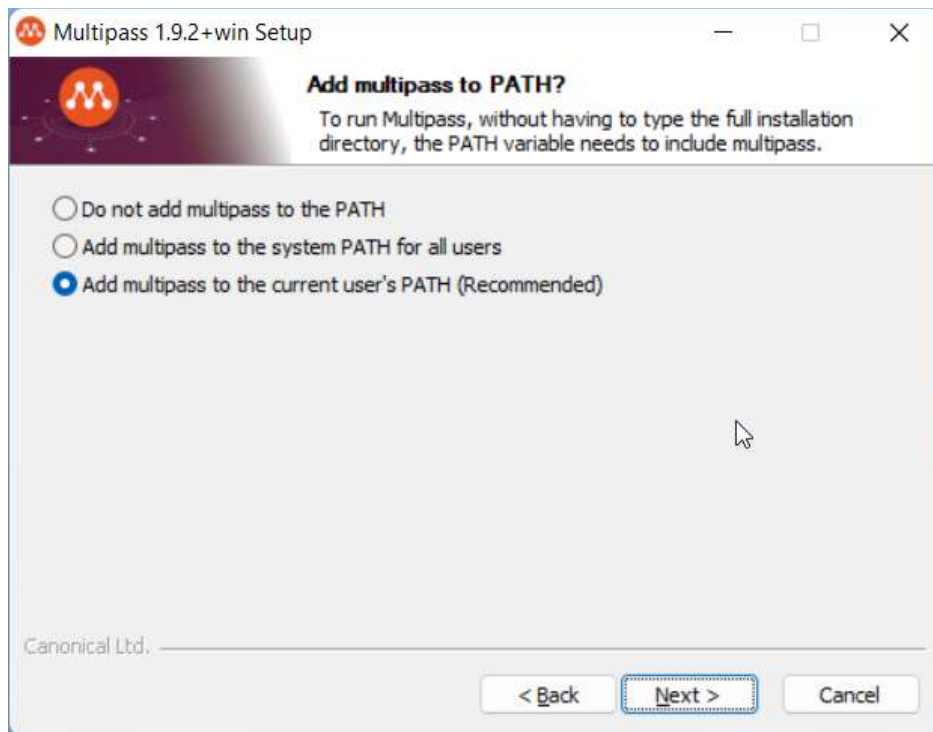 Multipass 1.9.2+win Setup
Add multipass to PATH?
To run Multipass, without having to type the full installation
directory, the PATH variable needs to include multipass.
Do not add multipass to the PATH
Add multipass to the system PATH for all users
Add multipass to the current user's PATH (Recommended)
Canonical Ltd.
< Back
Next >
Cancel